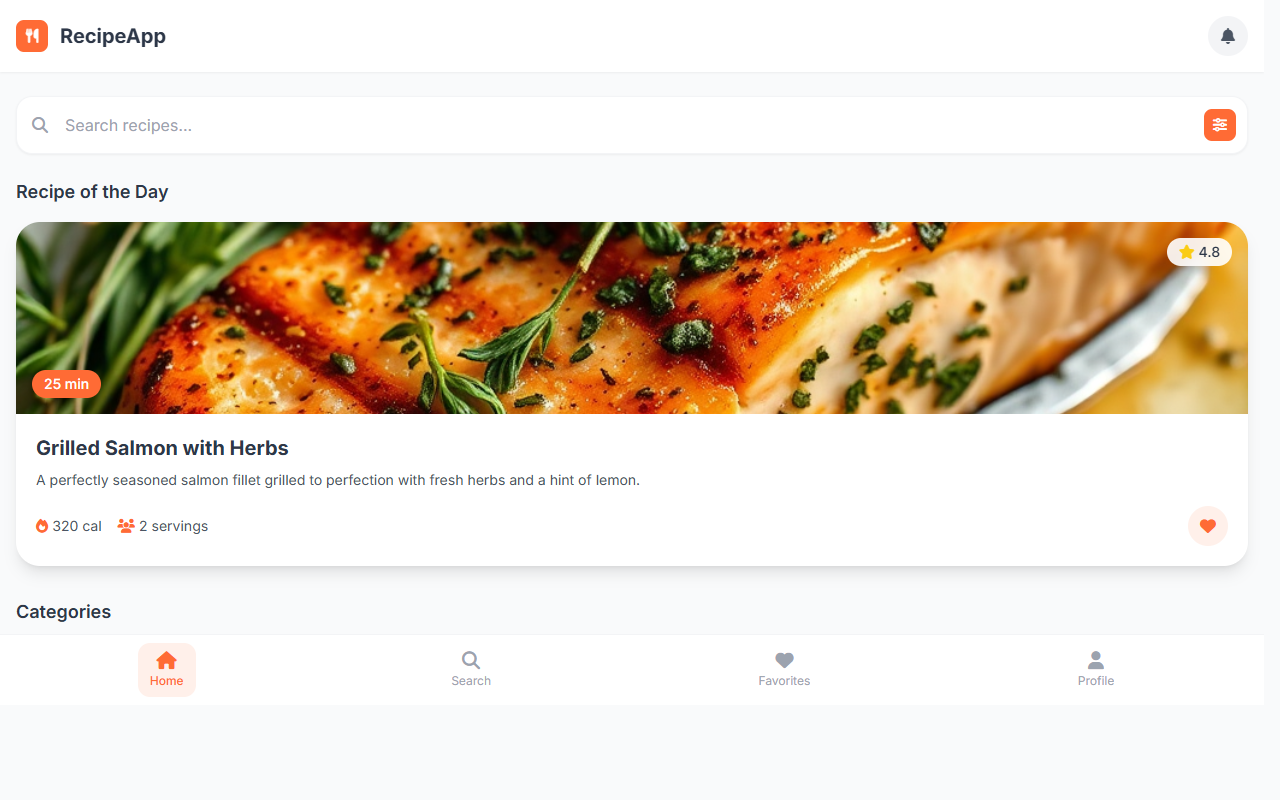 RecipeApp
Search recipes...
Recipe of the Day
4.8
25 min
Grilled Salmon with Herbs
A perfectly seasoned salmon fillet grilled to perfection with fresh herbs and a hint of lemon.
320 cal 2 servings
Categories
Home Search Favorites Profile